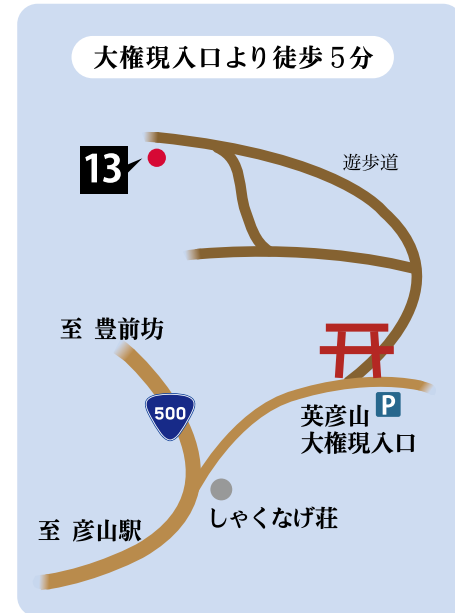 大権現入口より徒歩5分
13
遊歩道
至 豊前坊
500
P
英彦山
大権現入口
しゃくなげ荘
至 彦山駅